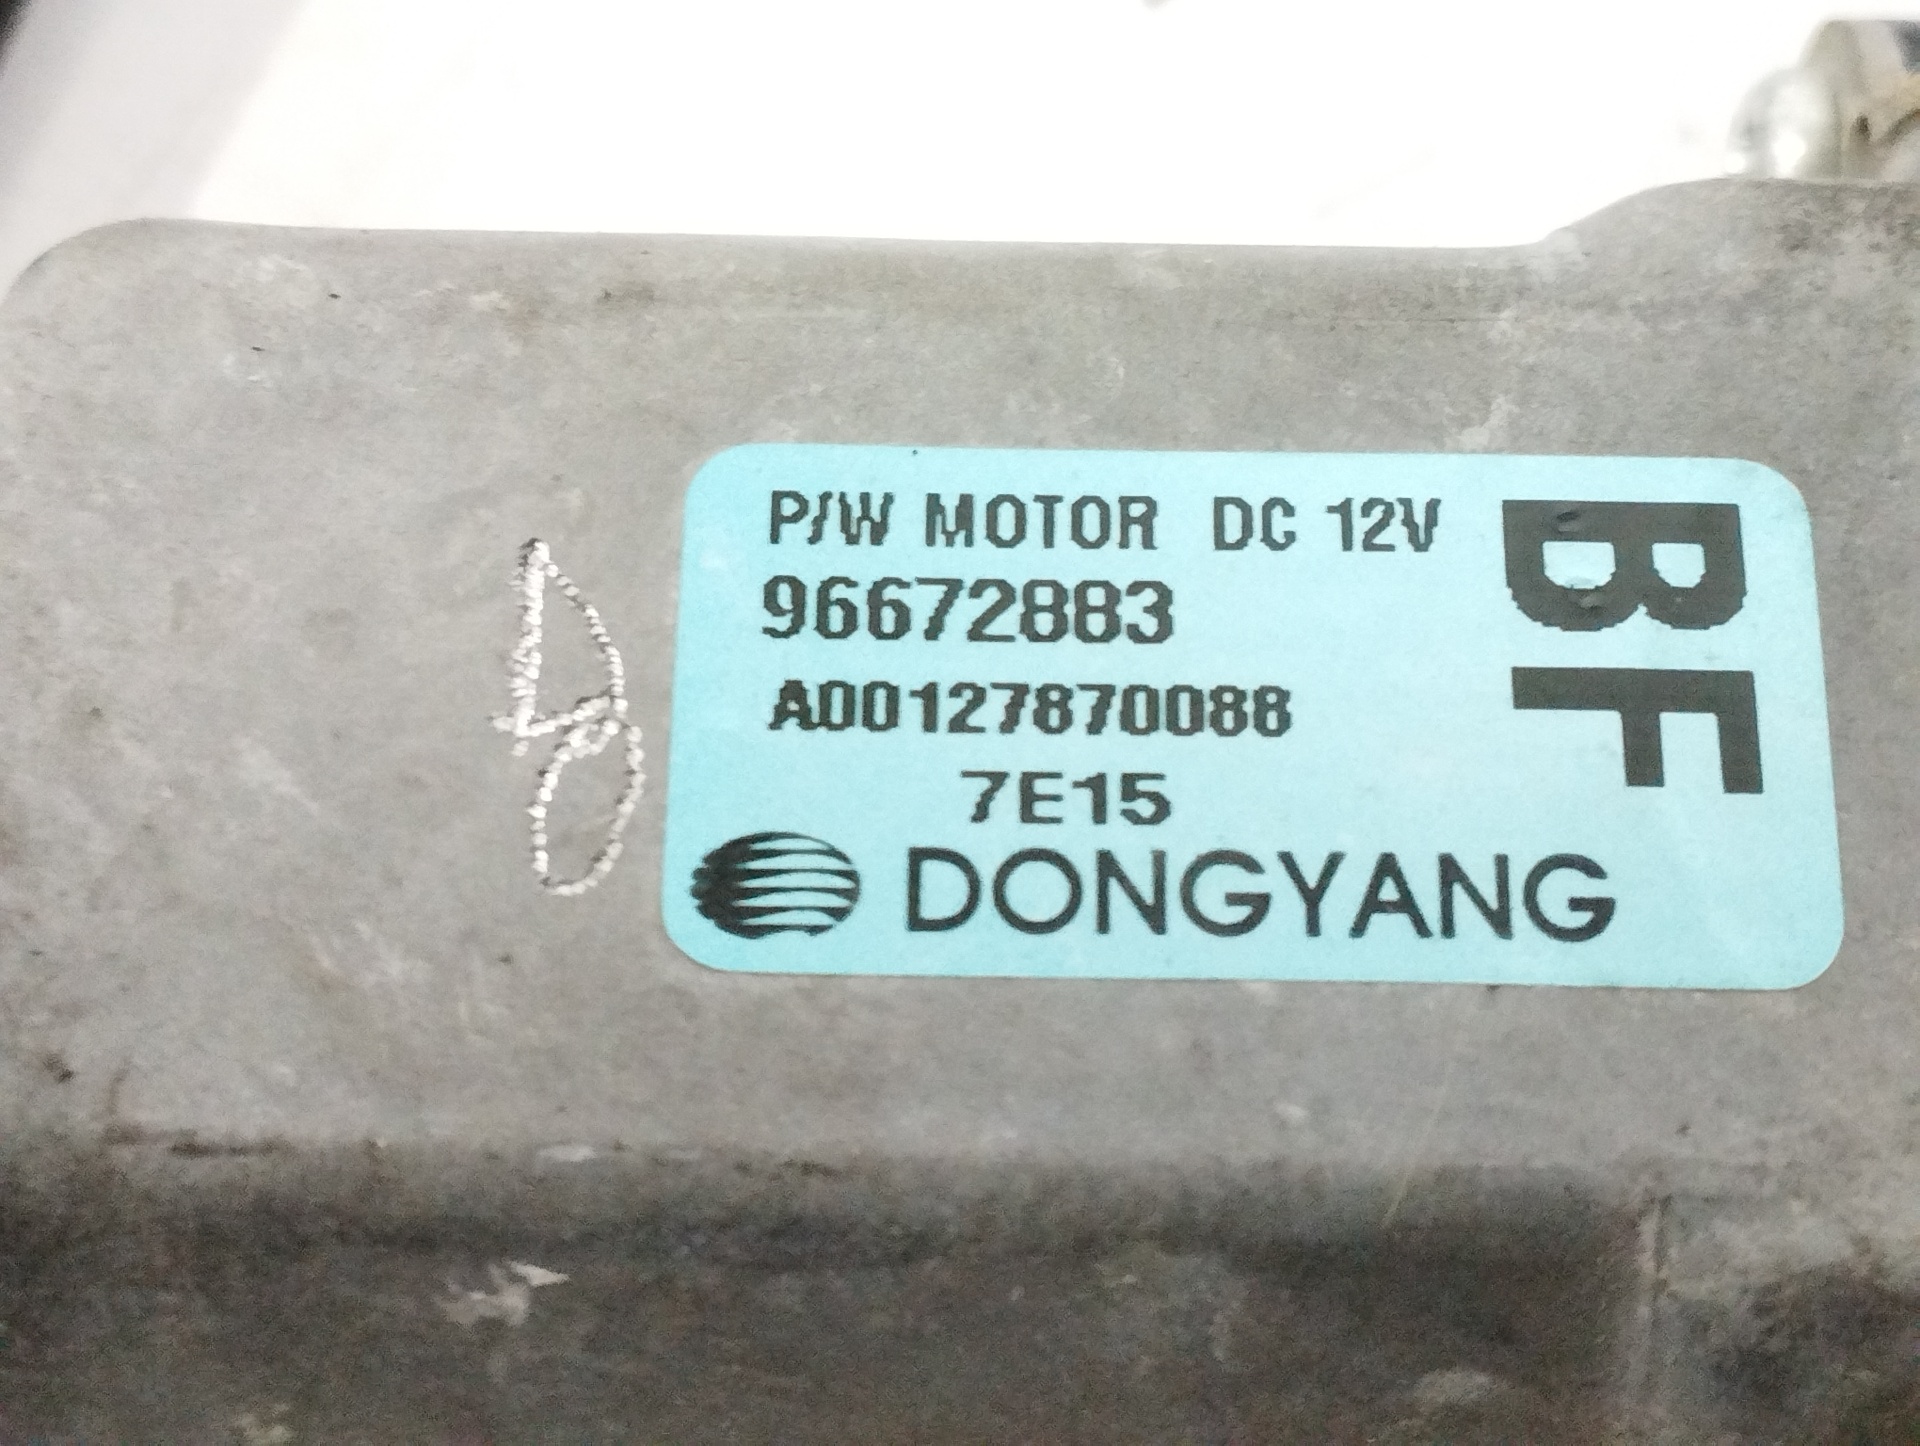 P/W MOTOR DC 12V
96672883
A00127870088
7E15
DONGYANG
BF